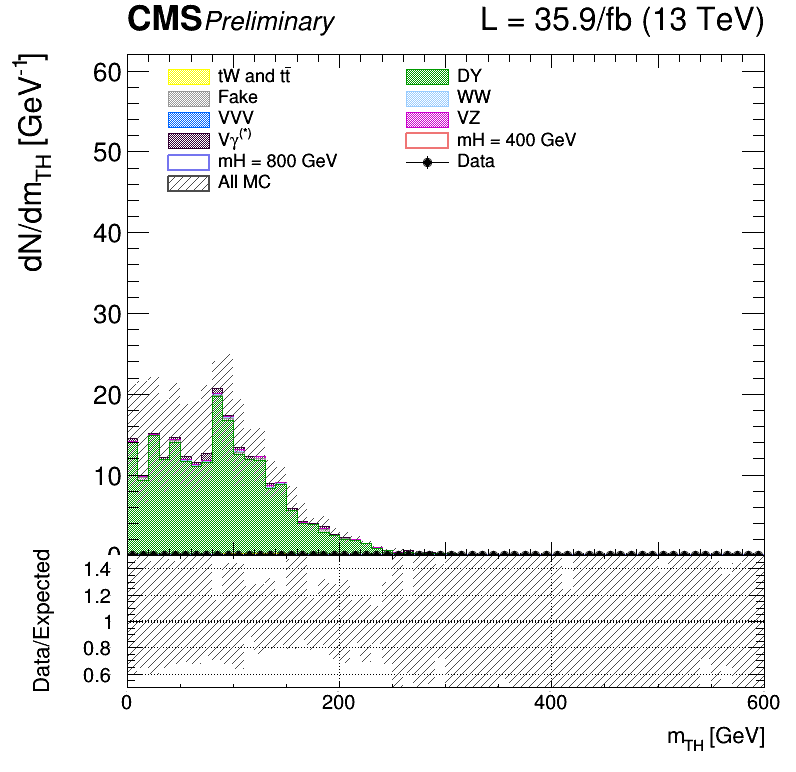 CMS Preliminary L = 35.9/fb (13 TeV)
dN/dm_TH [GeV⁻¹]
60
50
40
30
20
10
0
tW and tt̄
Fake
VVV
Vγ⁽*⁾
mH = 800 GeV
All MC
DY
WW
VZ
mH = 400 GeV
Data
Data/Expected
1.4
1.2
1
0.8
0.6
0 200 400 600
m_TH [GeV]